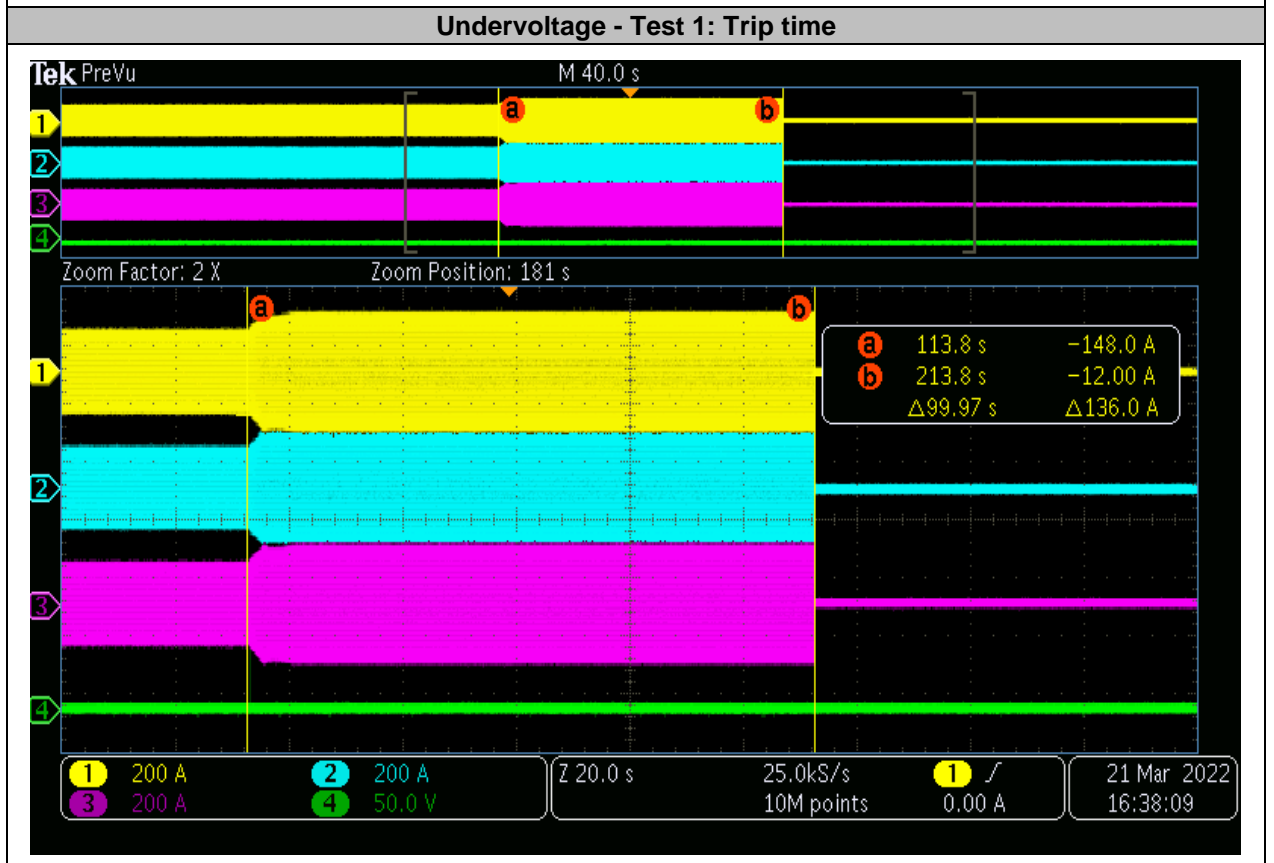 Undervoltage - Test 1: Trip time
Tek PreVu M 40.0 s
a b
1
2
3
4
Zoom Factor: 2 X Zoom Position: 181 s
a b
a 113.8 s −148.0 A
b 213.8 s −12.00 A
△99.97 s △136.0 A
1
2
3
4
1 200 A 2 200 A Z 20.0 s 25.0kS/s 1 ∫ 21 Mar 2022
3 200 A 4 50.0 V 10M points 0.00 A 16:38:09